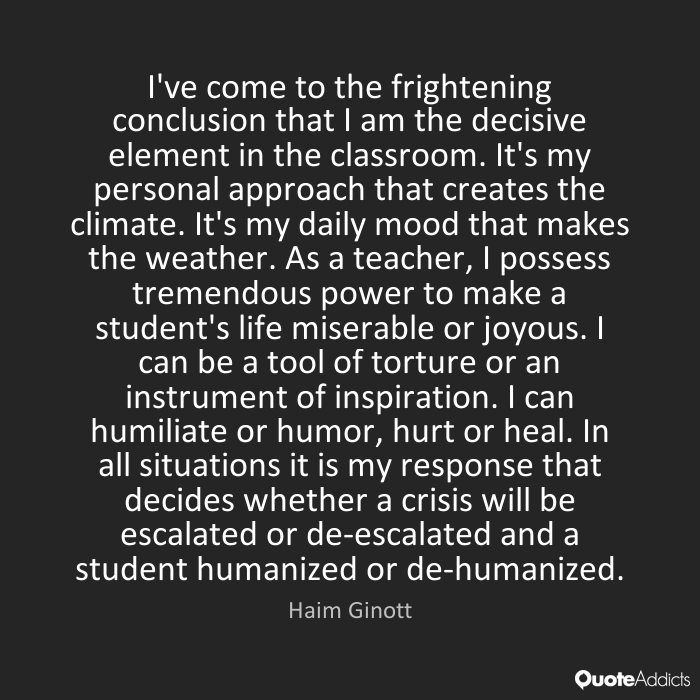 I've come to the frightening
conclusion that I am the decisive
element in the classroom. It's my
personal approach that creates the
climate. It's my daily mood that makes
the weather. As a teacher, I possess
tremendous power to make a
student's life miserable or joyous. I
can be a tool of torture or an
instrument of inspiration. I can
humiliate or humor, hurt or heal. In
all situations it is my response that
decides whether a crisis will be
escalated or de-escalated and a
student humanized or de-humanized.
Haim Ginott
QuoteAddicts